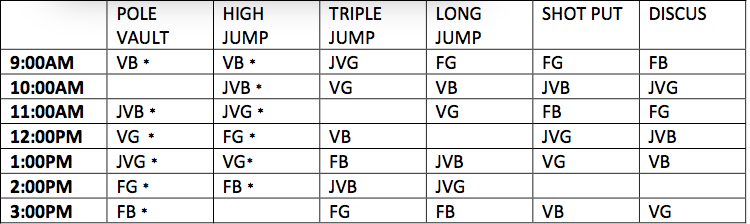 POLE VAULT HIGH JUMP TRIPLE JUMP LONG JUMP SHOT PUT DISCUS
9:00AM VB * VB * JVG FG FG FB
10:00AM JVB * VG VB JVB JVG
11:00AM JVB * JVG * VG FB FG
12:00PM VG * FG * VB JVG JVB
1:00PM JVG * VG* FB JVB VG VB
2:00PM FG * FB * JVB JVG
3:00PM FB * FG FB VB VG